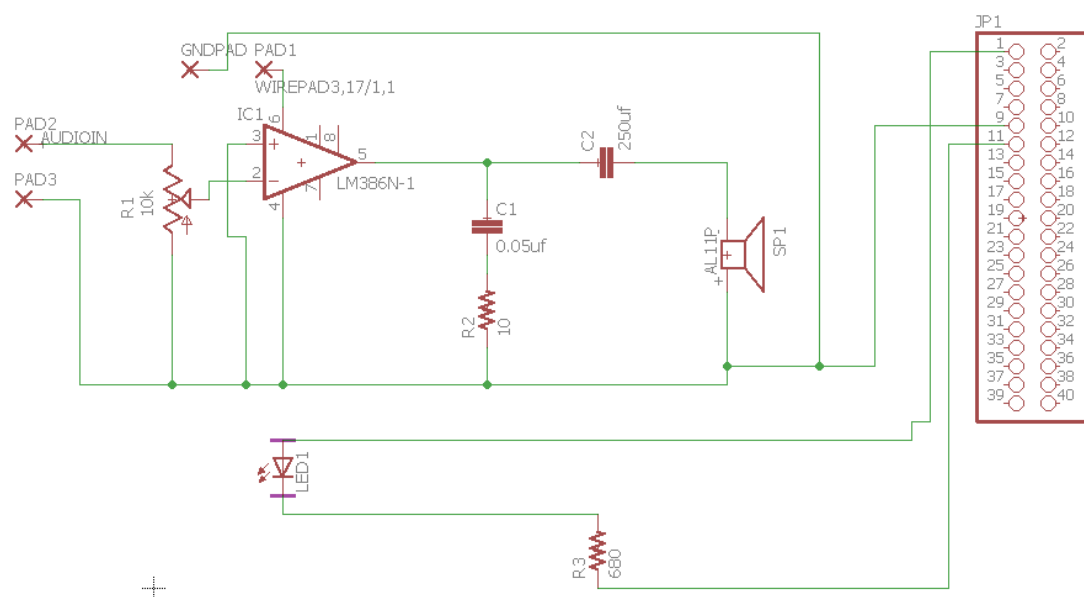 JP1
GNDPAD PAD1
WIREPAD3,17/1,1
IC1
PAD2
AUDIOIN
PAD3
R1
10k
3
2
6
1
8
7
4
5
LM386N-1
C2
250uf
C1
0.05uf
R2
10
AL11P
SP1
+
LED1
R3
680
1 2
3 4
5 6
7 8
9 10
11 12
13 14
15 16
17 18
19 20
21 22
23 24
25 26
27 28
29 30
31 32
33 34
35 36
37 38
39 40